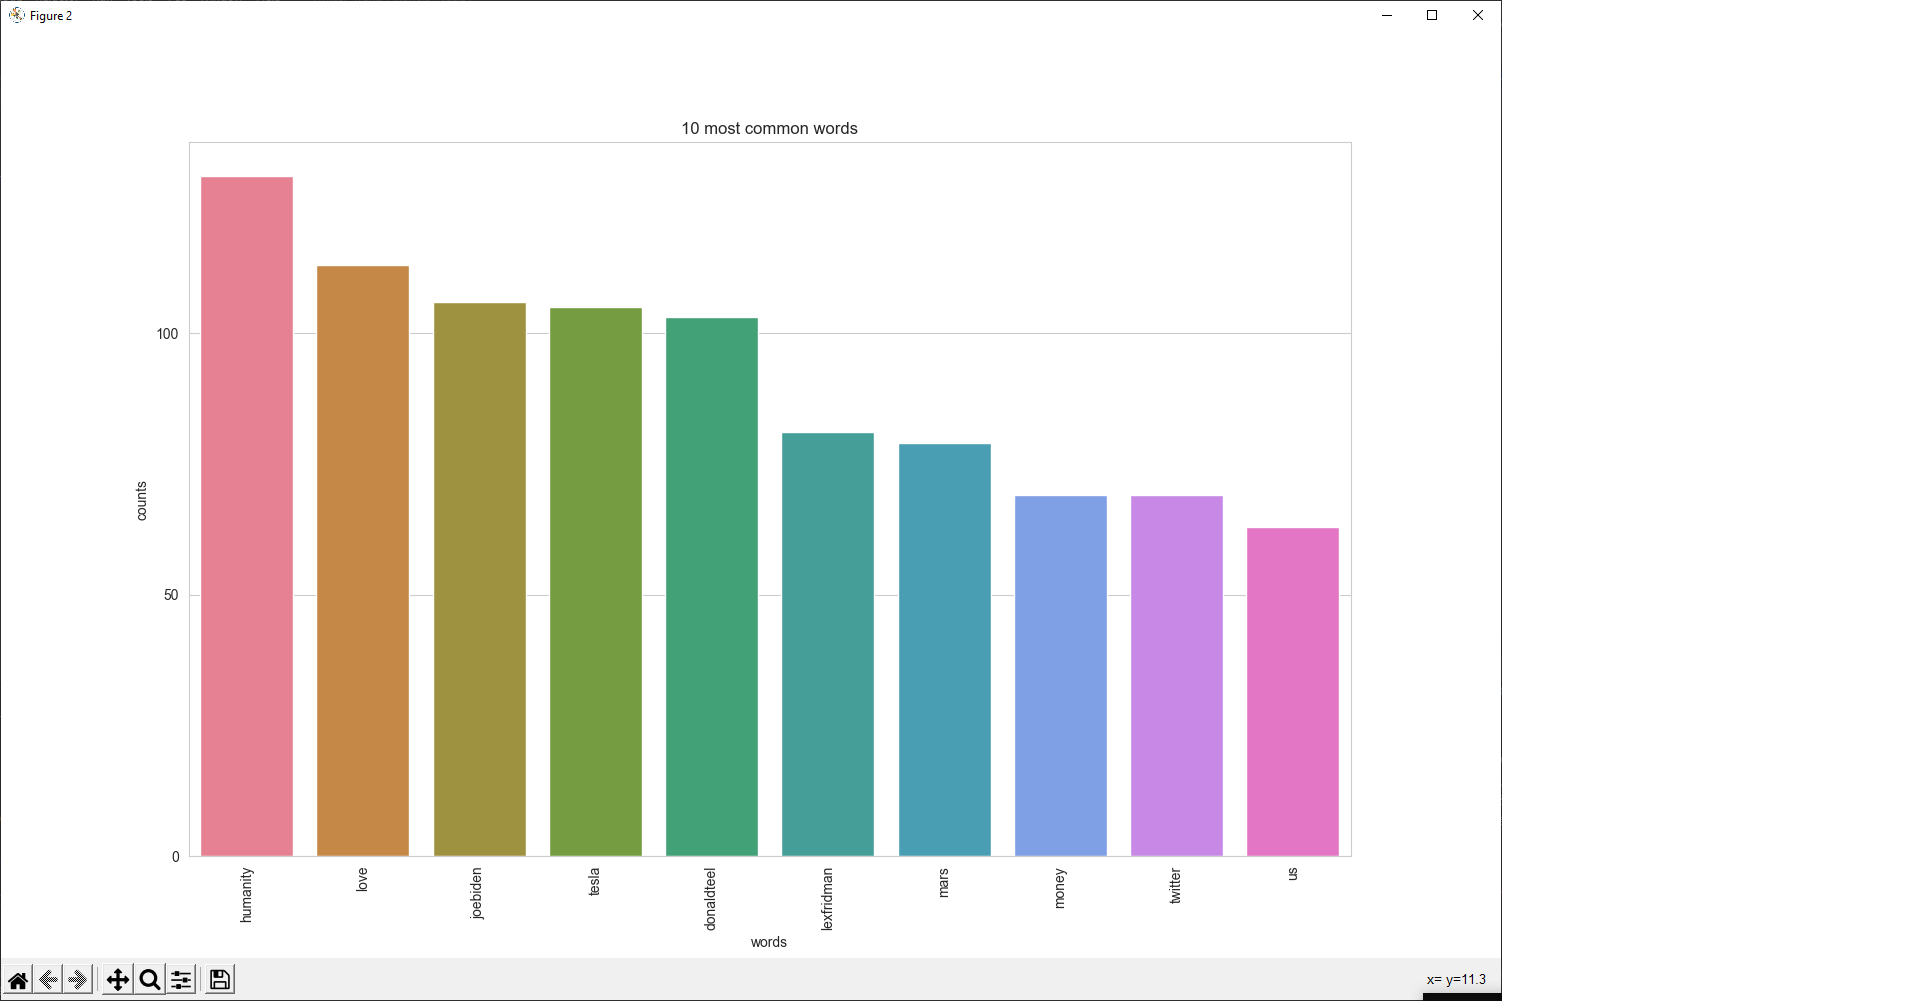 Figure 2
10 most common words
100
50
0
counts
humanity
love
joebiden
tesla
donaldteel
lexfridman
mars
money
twitter
us
words
x= y=11.3